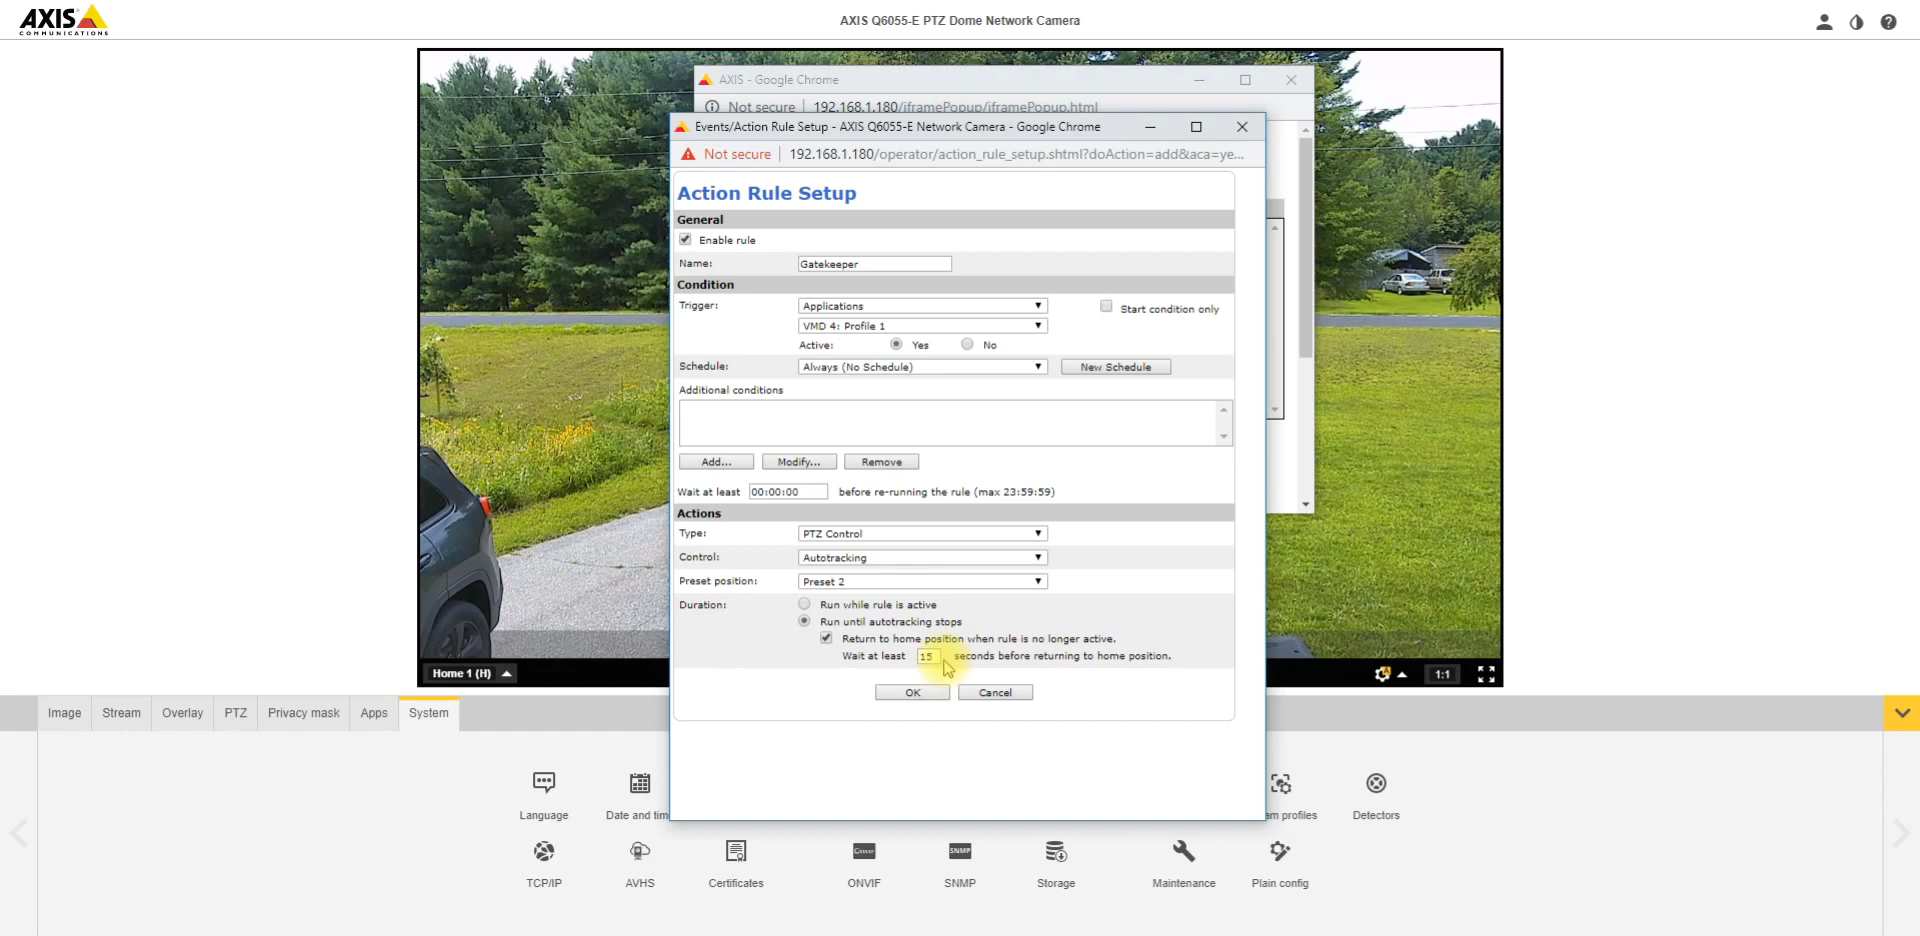 AXIS
COMMUNICATIONS
AXIS Q6055-E PTZ Dome Network Camera
AXIS - Google Chrome
Not secure 192.168.1.180/iframePopup/iframePopup.html
Events/Action Rule Setup - AXIS Q6055-E Network Camera - Google Chrome
Not secure 192.168.1.180/operator/action_rule_setup.shtml?doAction=add&aca=ye...
Action Rule Setup
General
Enable rule
Name: Gatekeeper
Condition
Trigger: Applications Start condition only
VMD 4: Profile 1
Active: Yes No
Schedule: Always (No Schedule) New Schedule
Additional conditions
Add... Modify... Remove
Wait at least 00:00:00 before re-running the rule (max 23:59:59)
Actions
Type: PTZ Control
Control: Autotracking
Preset position: Preset 2
Duration: Run while rule is active
Run until autotracking stops
Return to home position when rule is no longer active.
Wait at least 15 seconds before returning to home position.
OK Cancel
Home 1 (H) 1:1
Image Stream Overlay PTZ Privacy mask Apps System
Language Date and tim am profiles Detectors
Onvif SNMP
TCP/IP AVHS Certificates ONVIF SNMP Storage Maintenance Plain config